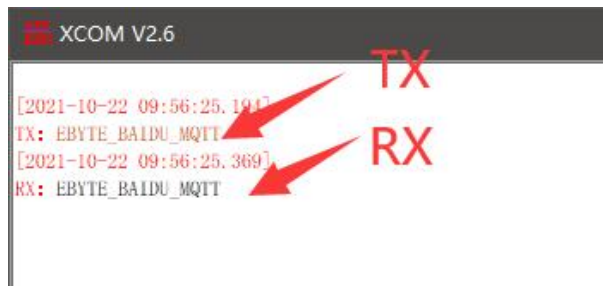 XCOM V2.6
TX
[2021-10-22 09:56:25.194]
TX: EBYTE_BAIDU_MQTT
[2021-10-22 09:56:25.369]
RX
RX: EBYTE_BAIDU_MQTT